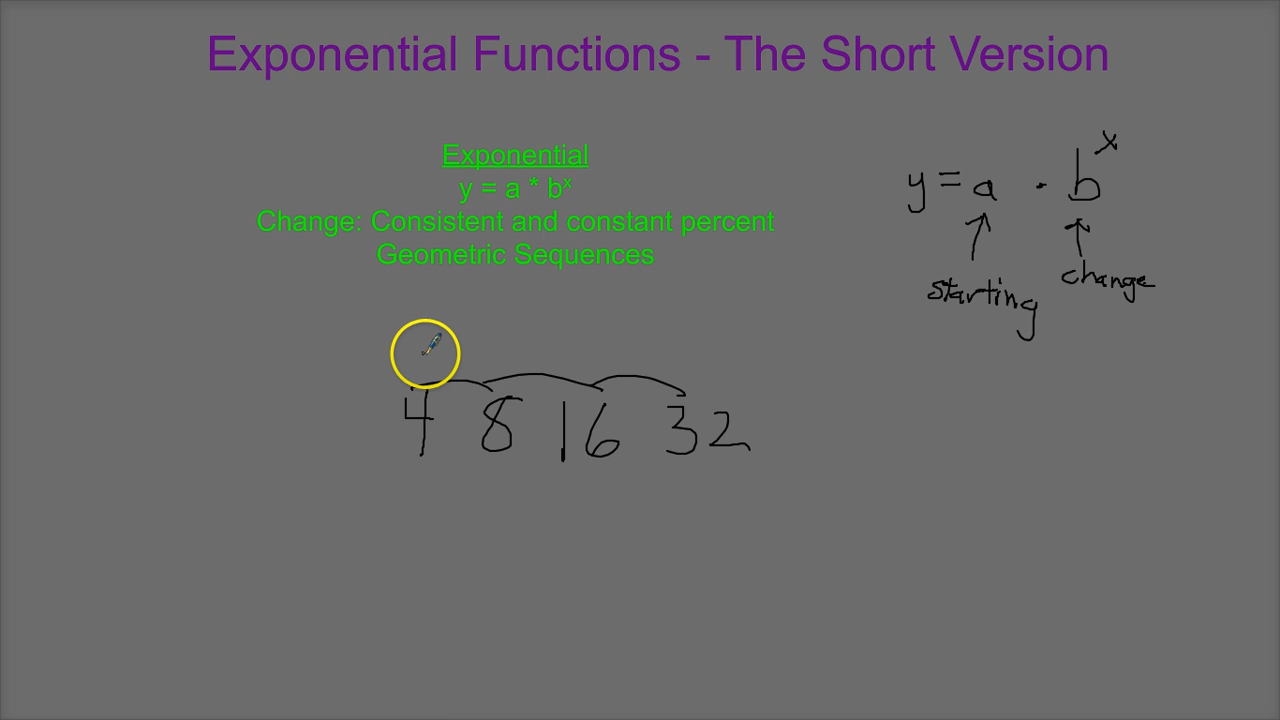 Exponential Functions - The Short Version
Exponential
y = a * bˣ
Change: Consistent and constant percent
Geometric Sequences
y = a · bˣ
starting
change
4 8 16 32